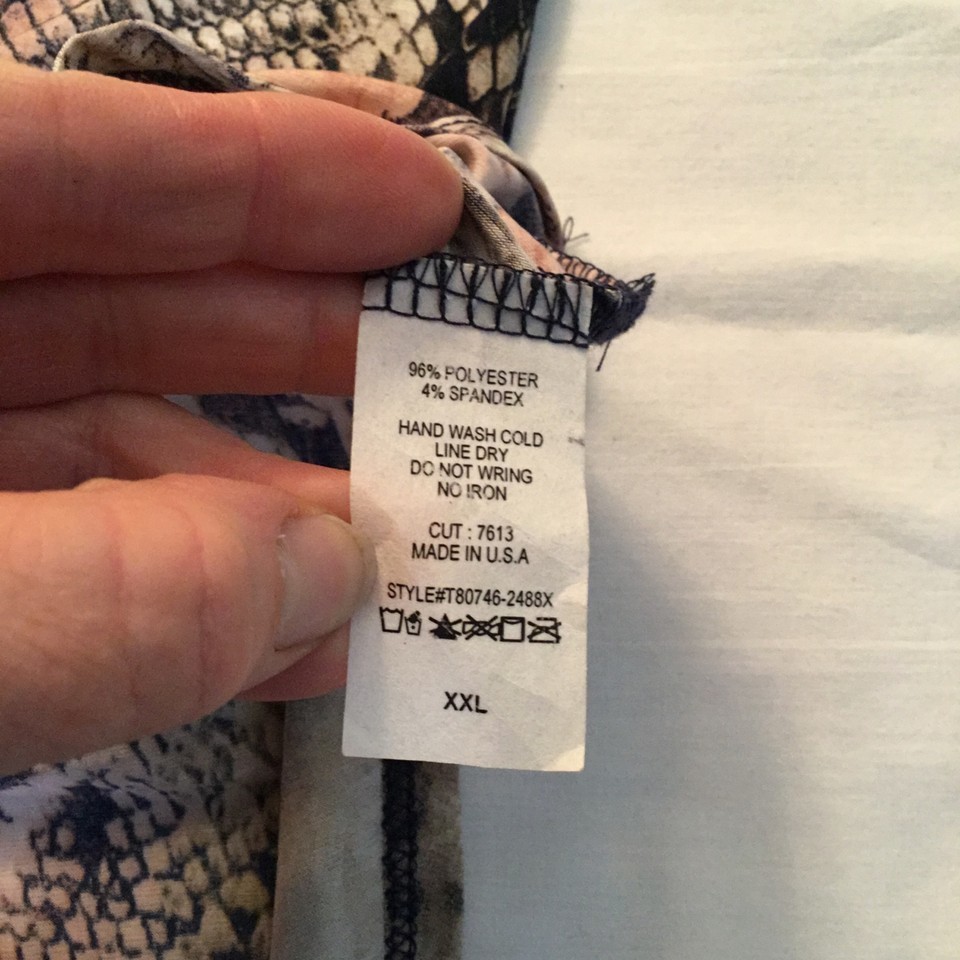 96% POLYESTER
4% SPANDEX
HAND WASH COLD
LINE DRY
DO NOT WRING
NO IRON
CUT : 7613
MADE IN U.S.A
STYLE#T80746-2488X
XXL